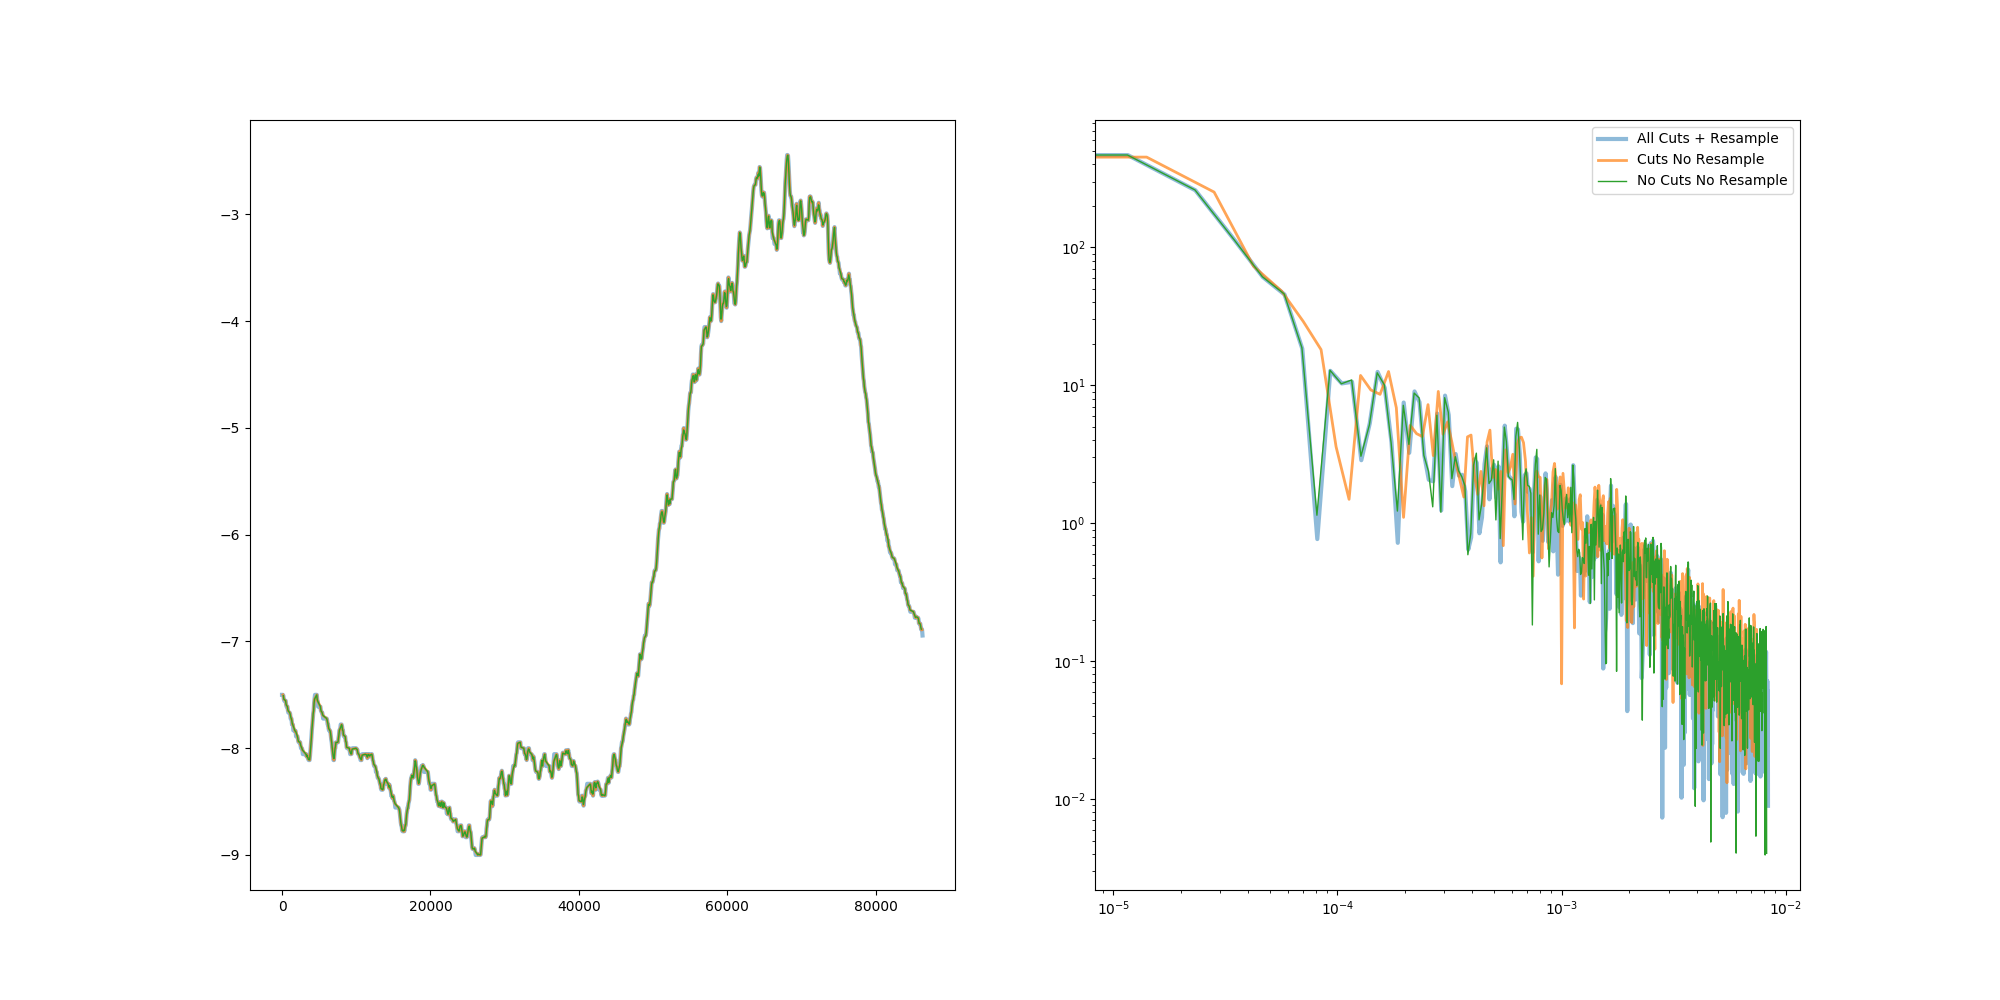 −3
−4
−5
−6
−7
−8
−9
0 20000 40000 60000 80000
All Cuts + Resample
Cuts No Resample
No Cuts No Resample
10²
10¹
10⁰
10⁻¹
10⁻²
10⁻⁵ 10⁻⁴ 10⁻³ 10⁻²